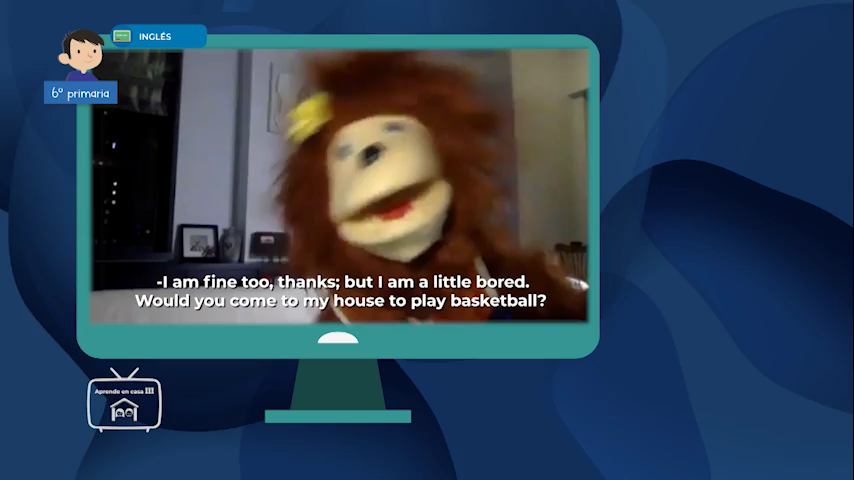 INGLÉS
6º primaria
-I am fine too, thanks; but I am a little bored.
Would you come to my house to play basketball?
Aprende en casa III